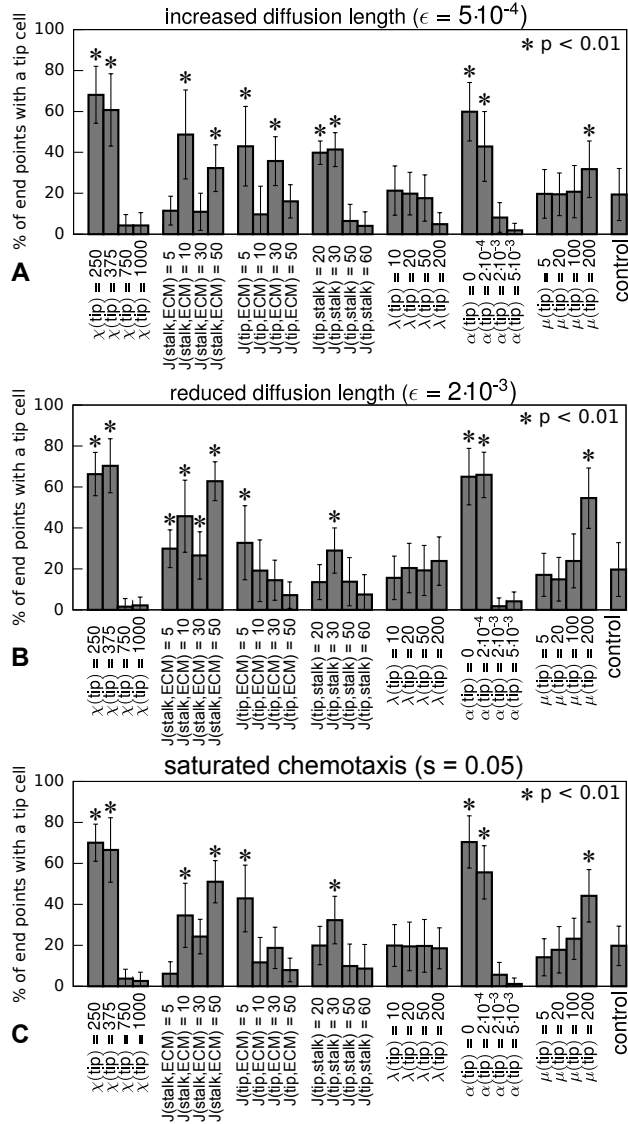 increased diffusion length (ϵ = 5·10⁻⁴)
% of end points with a tip cell
100
80
60
40
20
0
* p < 0.01
* * * * * * * * * * *
χ(tip) = 250
χ(tip) = 375
χ(tip) = 750
χ(tip) = 1000
J(stalk,ECM) = 5
J(stalk,ECM) = 10
J(stalk,ECM) = 30
J(stalk,ECM) = 50
J(tip,ECM) = 5
J(tip,ECM) = 10
J(tip,ECM) = 30
J(tip,ECM) = 50
J(tip,stalk) = 20
J(tip,stalk) = 30
J(tip,stalk) = 50
J(tip,stalk) = 60
λ(tip) = 10
λ(tip) = 20
λ(tip) = 50
λ(tip) = 200
α(tip) = 0
α(tip) = 2·10⁻⁴
α(tip) = 2·10⁻³
α(tip) = 5·10⁻³
μ(tip) = 5
μ(tip) = 20
μ(tip) = 100
μ(tip) = 200
control
A
reduced diffusion length (ϵ = 2·10⁻³)
% of end points with a tip cell
100
80
60
40
20
0
* p < 0.01
* * * * * * * * * * *
χ(tip) = 250
χ(tip) = 375
χ(tip) = 750
χ(tip) = 1000
J(stalk,ECM) = 5
J(stalk,ECM) = 10
J(stalk,ECM) = 30
J(stalk,ECM) = 50
J(tip,ECM) = 5
J(tip,ECM) = 10
J(tip,ECM) = 30
J(tip,ECM) = 50
J(tip,stalk) = 20
J(tip,stalk) = 30
J(tip,stalk) = 50
J(tip,stalk) = 60
λ(tip) = 10
λ(tip) = 20
λ(tip) = 50
λ(tip) = 200
α(tip) = 0
α(tip) = 2·10⁻⁴
α(tip) = 2·10⁻³
α(tip) = 5·10⁻³
μ(tip) = 5
μ(tip) = 20
μ(tip) = 100
μ(tip) = 200
control
B
saturated chemotaxis (s = 0.05)
% of end points with a tip cell
100
80
60
40
20
0
* p < 0.01
* * * * * * * * *
χ(tip) = 250
χ(tip) = 375
χ(tip) = 750
χ(tip) = 1000
J(stalk,ECM) = 5
J(stalk,ECM) = 10
J(stalk,ECM) = 30
J(stalk,ECM) = 50
J(tip,ECM) = 5
J(tip,ECM) = 10
J(tip,ECM) = 30
J(tip,ECM) = 50
J(tip,stalk) = 20
J(tip,stalk) = 30
J(tip,stalk) = 50
J(tip,stalk) = 60
λ(tip) = 10
λ(tip) = 20
λ(tip) = 50
λ(tip) = 200
α(tip) = 0
α(tip) = 2·10⁻⁴
α(tip) = 2·10⁻³
α(tip) = 5·10⁻³
μ(tip) = 5
μ(tip) = 20
μ(tip) = 100
μ(tip) = 200
control
C